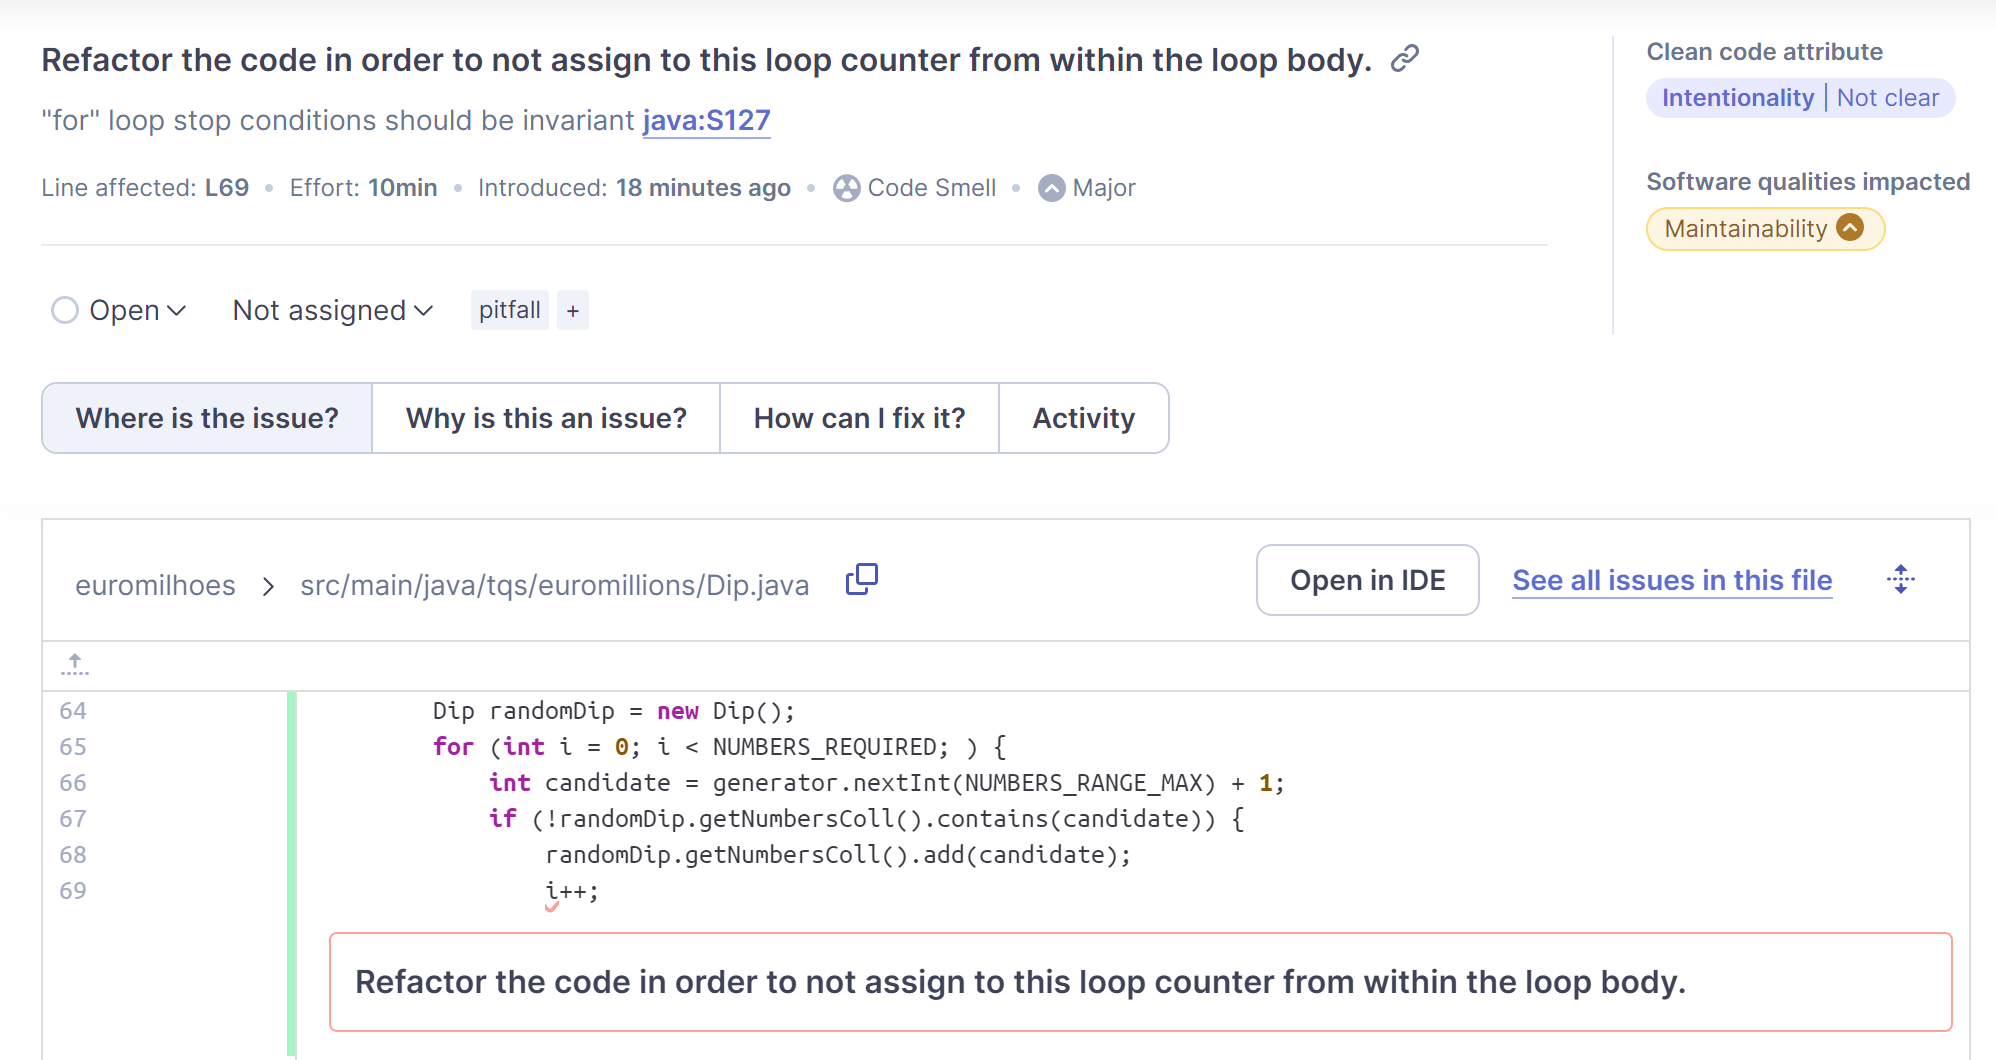 Refactor the code in order to not assign to this loop counter from within the loop body.
"for" loop stop conditions should be invariant java:S127
Line affected: L69 • Effort: 10min • Introduced: 18 minutes ago • Code Smell • Major
Clean code attribute
Intentionality | Not clear
Software qualities impacted
Maintainability
Open Not assigned pitfall +
Where is the issue? Why is this an issue? How can I fix it? Activity
euromilhoes > src/main/java/tqs/euromillions/Dip.java Open in IDE See all issues in this file
64 Dip randomDip = new Dip();
65 for (int i = 0; i < NUMBERS_REQUIRED; ) {
66 int candidate = generator.nextInt(NUMBERS_RANGE_MAX) + 1;
67 if (!randomDip.getNumbersColl().contains(candidate)) {
68 randomDip.getNumbersColl().add(candidate);
69 i++;
Refactor the code in order to not assign to this loop counter from within the loop body.